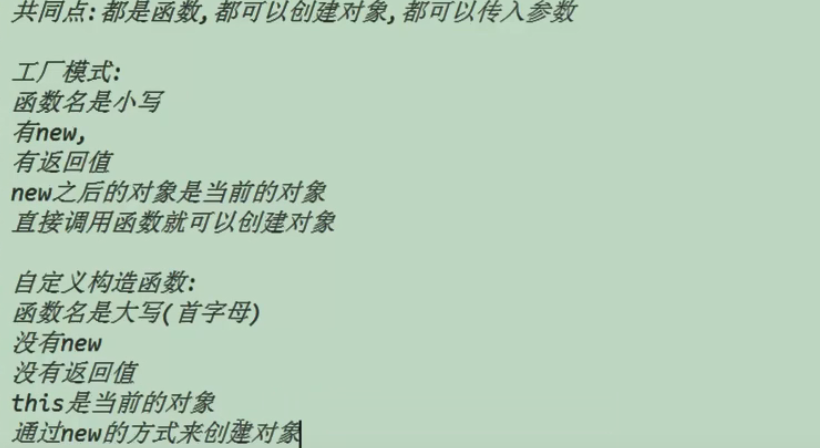 共同点:都是函数,都可以创建对象,都可以传入参数
工厂模式:
函数名是小写
有new,
有返回值
new之后的对象是当前的对象
直接调用函数就可以创建对象
自定义构造函数:
函数名是大写(首字母)
没有new
没有返回值
this是当前的对象
通过new的方式来创建对象